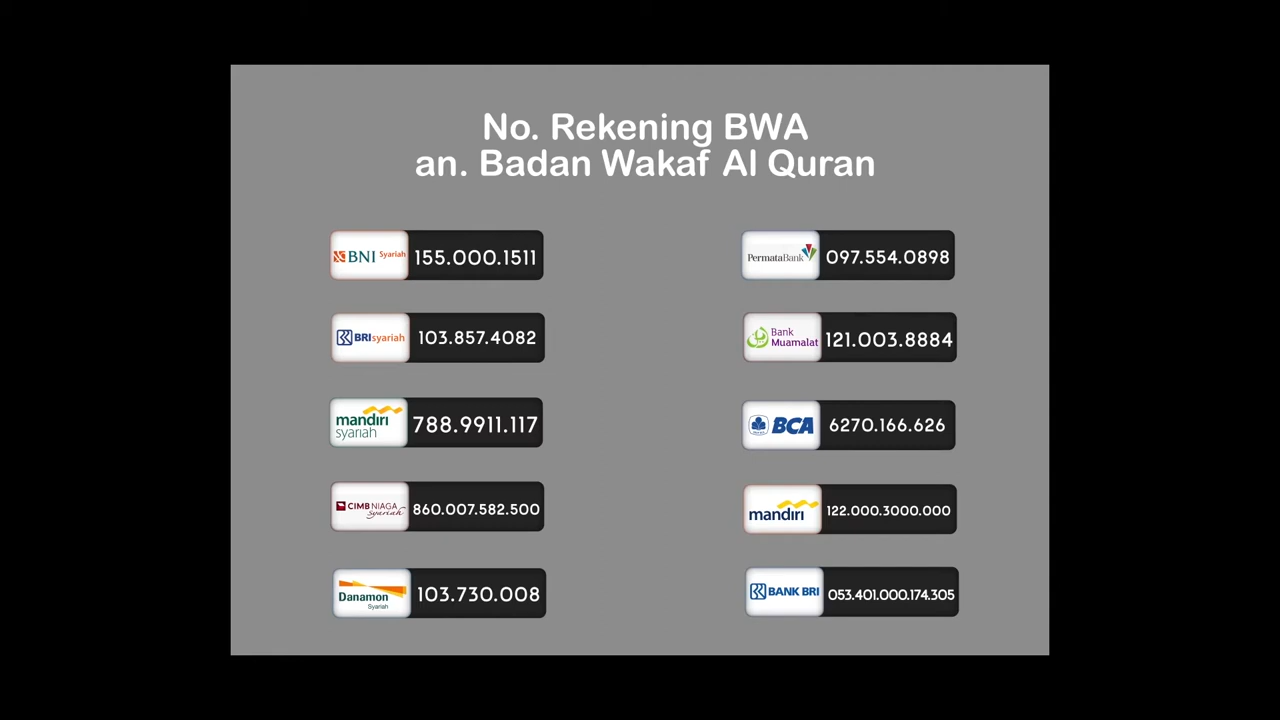 No. Rekening BWA
an. Badan Wakaf Al Quran
BNI Syariah 155.000.1511
BRIsyariah 103.857.4082
mandiri syariah 788.9911.117
CIMB NIAGA Syariah 860.007.582.500
Danamon Syariah 103.730.008
PermataBank 097.554.0898
Bank Muamalat 121.003.8884
BCA 6270.166.626
mandiri 122.000.3000.000
BANK BRI 053.401.000.174.305